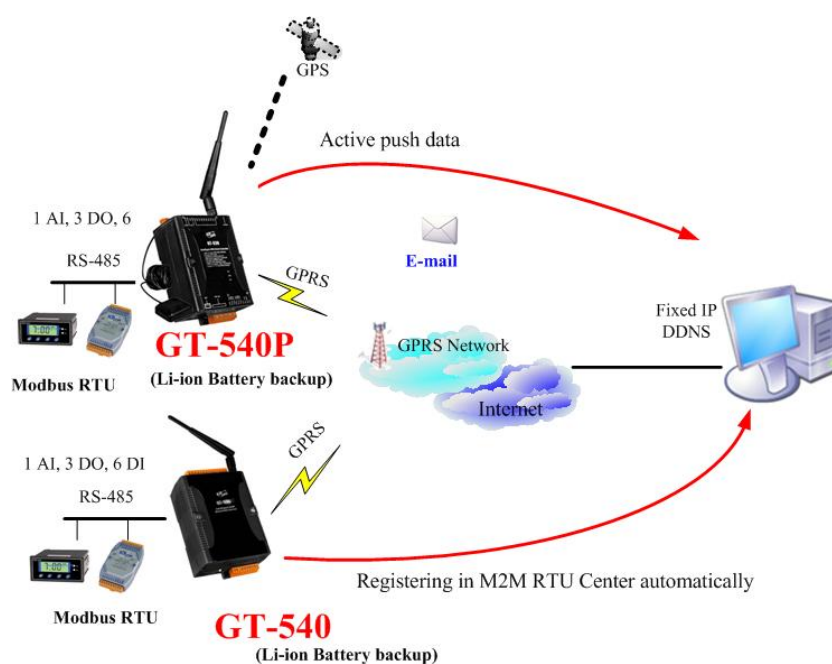 GPS
Active push data
1 AI, 3 DO, 6
RS-485
GPRS
E-mail
Fixed IP
DDNS
GT-540P
GPRS Network
Modbus RTU
(Li-ion Battery backup)
Internet
GPRS
1 AI, 3 DO, 6 DI
RS-485
7:00
Registering in M2M RTU Center automatically
Modbus RTU
GT-540
(Li-ion Battery backup)